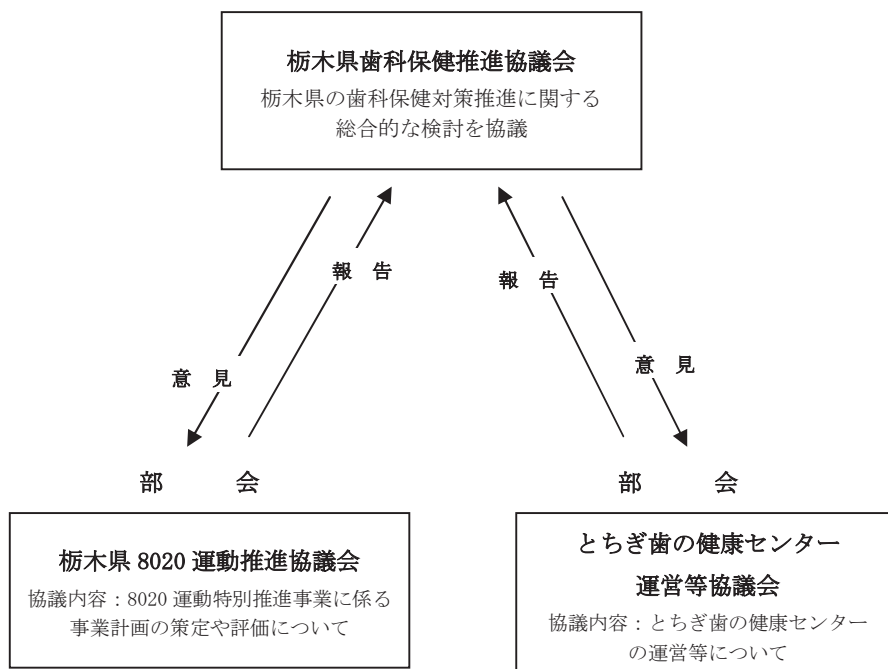 栃木県歯科保健推進協議会
栃木県の歯科保健対策推進に関する
総合的な検討を協議
報 告
報 告
意 見
意 見
部 会
部 会
栃木県 8020 運動推進協議会
協議内容：8020 運動特別推進事業に係る
事業計画の策定や評価について
とちぎ歯の健康センター
運営等協議会
協議内容：とちぎ歯の健康センター
の運営等について